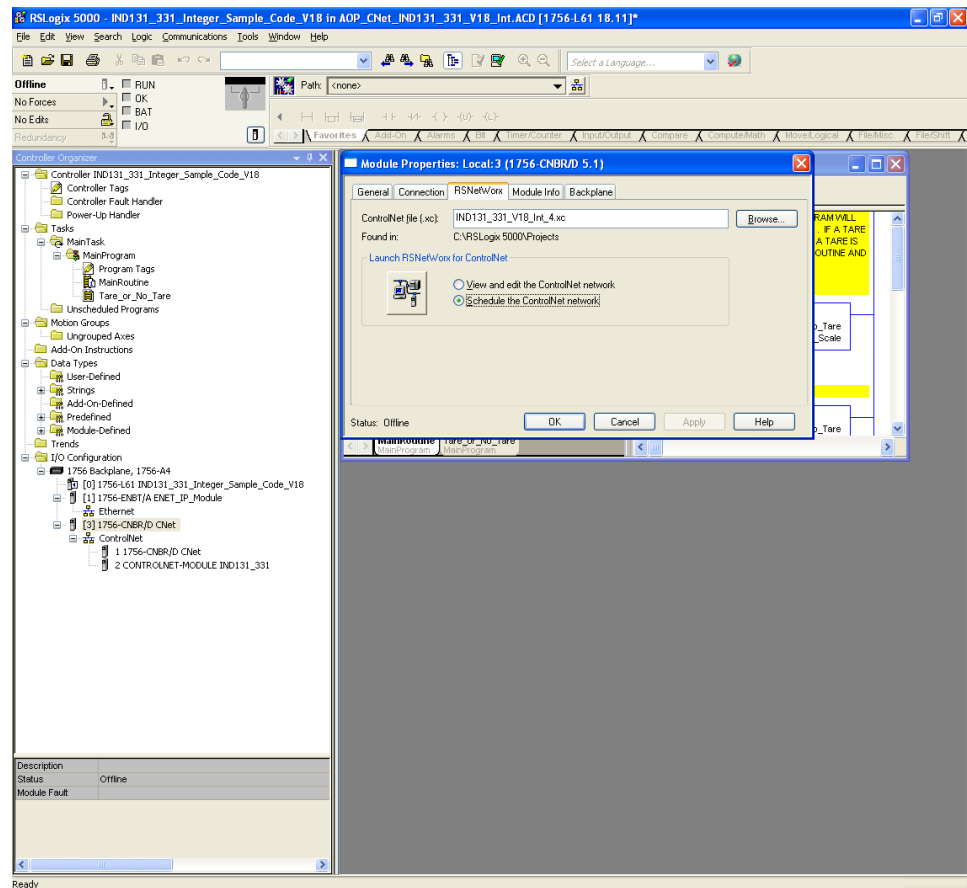 RSLogix 5000 - IND131_331_Integer_Sample_Code_V18 in AOP_CNet_IND131_331_V18_Int.ACD [1756-L61 18.11]*
File Edit View Search Logic Communications Tools Window Help
Select a Language...
Offline
RUN
Path: <none>
No Forces
OK
No Edits
BAT
I/O
Redundancy
Favorites Add-On Alarms Bit Timer/Counter Input/Output Compare Compute/Math Move/Logical File/Misc. File/Shift
Controller Organizer
Controller IND131_331_Integer_Sample_Code_V18
Controller Tags
Controller Fault Handler
Power-Up Handler
Tasks
MainTask
MainProgram
Program Tags
MainRoutine
Tare_or_No_Tare
Unscheduled Programs
Motion Groups
Ungrouped Axes
Add-On Instructions
Data Types
User-Defined
Strings
Add-On-Defined
Predefined
Module-Defined
Trends
I/O Configuration
1756 Backplane, 1756-A4
[0] 1756-L61 IND131_331_Integer_Sample_Code_V18
[1] 1756-ENBT/A ENET_IP_Module
Ethernet
[3] 1756-CNBR/D CNet
ControlNet
1 1756-CNBR/D CNet
2 CONTROLNET-MODULE IND131_331
Description
Status Offline
Module Fault
Ready
Module Properties: Local:3 (1756-CNBR/D 5.1)
General Connection RSNetWorx Module Info Backplane
ControlNet file (.xc): IND131_331_V18_Int_4.xc Browse...
Found in: C:\RSLogix 5000\Projects
Launch RSNetWorx for ControlNet
View and edit the ControlNet network
Schedule the ControlNet network
Status: Offline OK Cancel Apply Help
RAM WILL
. IF A TARE
A TARE IS
OUTINE AND
o_Tare
_Scale
o_Tare
MainRoutine Tare_or_No_Tare
MainProgram MainProgram